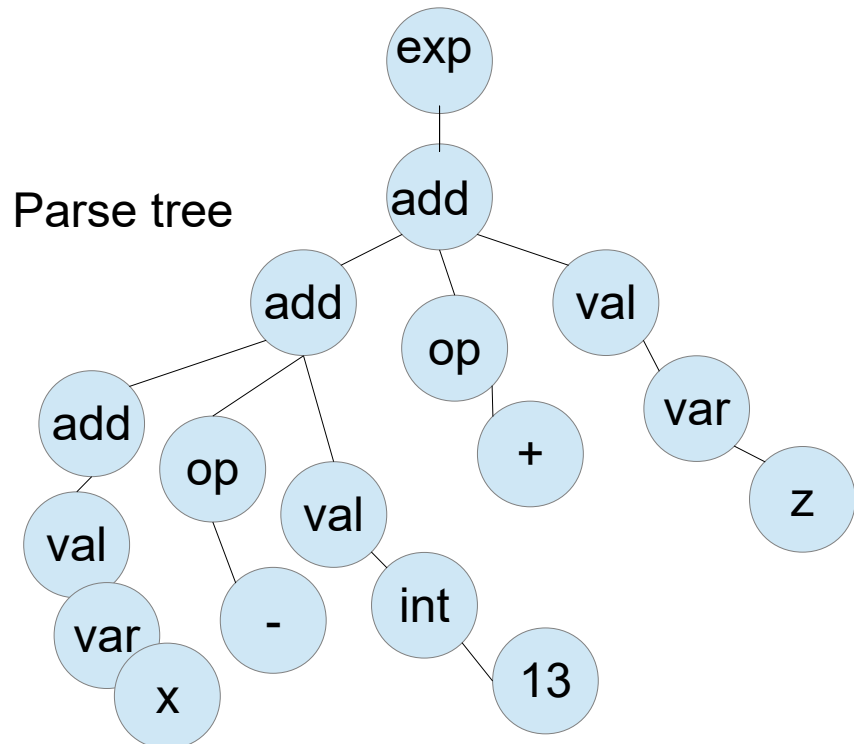 exp
add
Parse tree
add
val
op
var
add
op
+
val
z
val
int
-
var
13
x